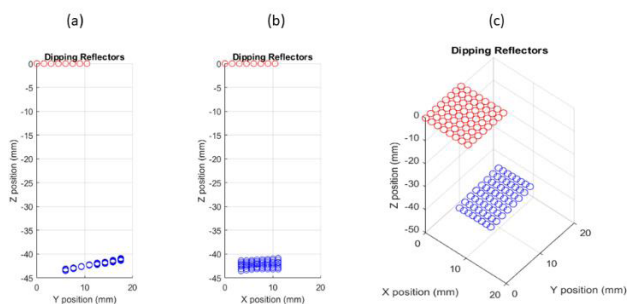 (a)
(b)
(c)
Dipping Reflectors
0
-5
-10
-15
-20
-25
-30
-35
-40
-45
0
10
20
Z position (mm)
Y position (mm)
Dipping Reflectors
0
-5
-10
-15
-20
-25
-30
-35
-40
-45
0
10
20
Z position (mm)
X position (mm)
Dipping Reflectors
0
-10
-20
-30
-40
-50
Z position (mm)
0
10
20
X position (mm)
0
10
20
Y position (mm)